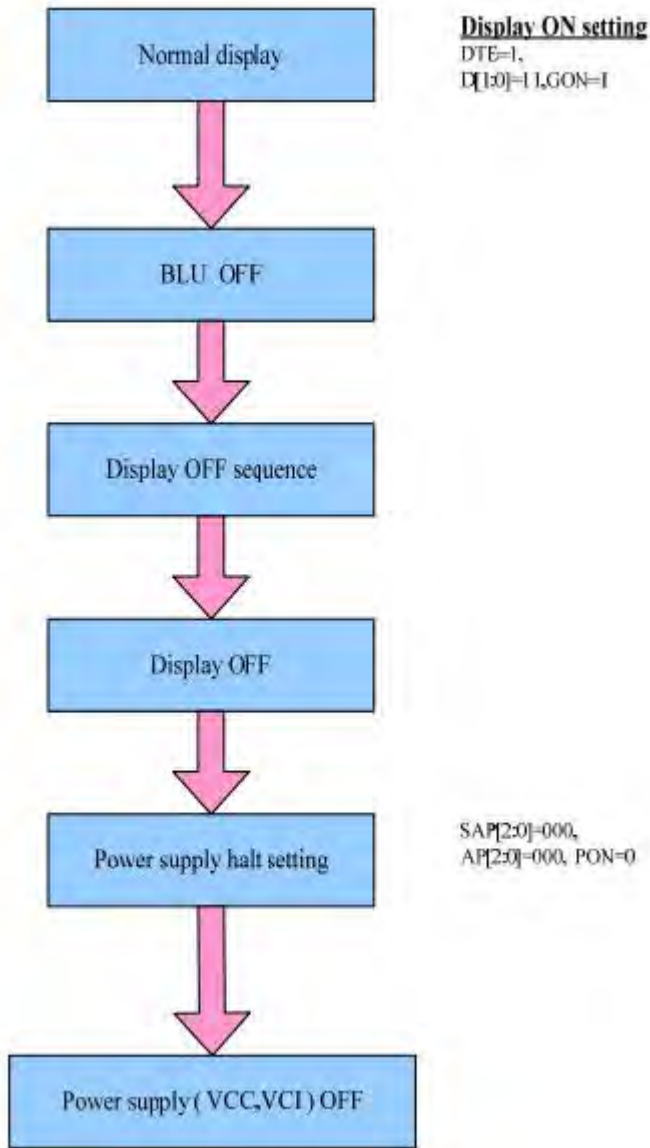 Normal display
Display ON setting
DTE=1,
D[1:0]=11,GON=1
BLU OFF
Display OFF sequence
Display OFF
Power supply halt setting
SAP[2:0]=000,
AP[2:0]=000, PON=0
Power supply ( VCC,VCI ) OFF